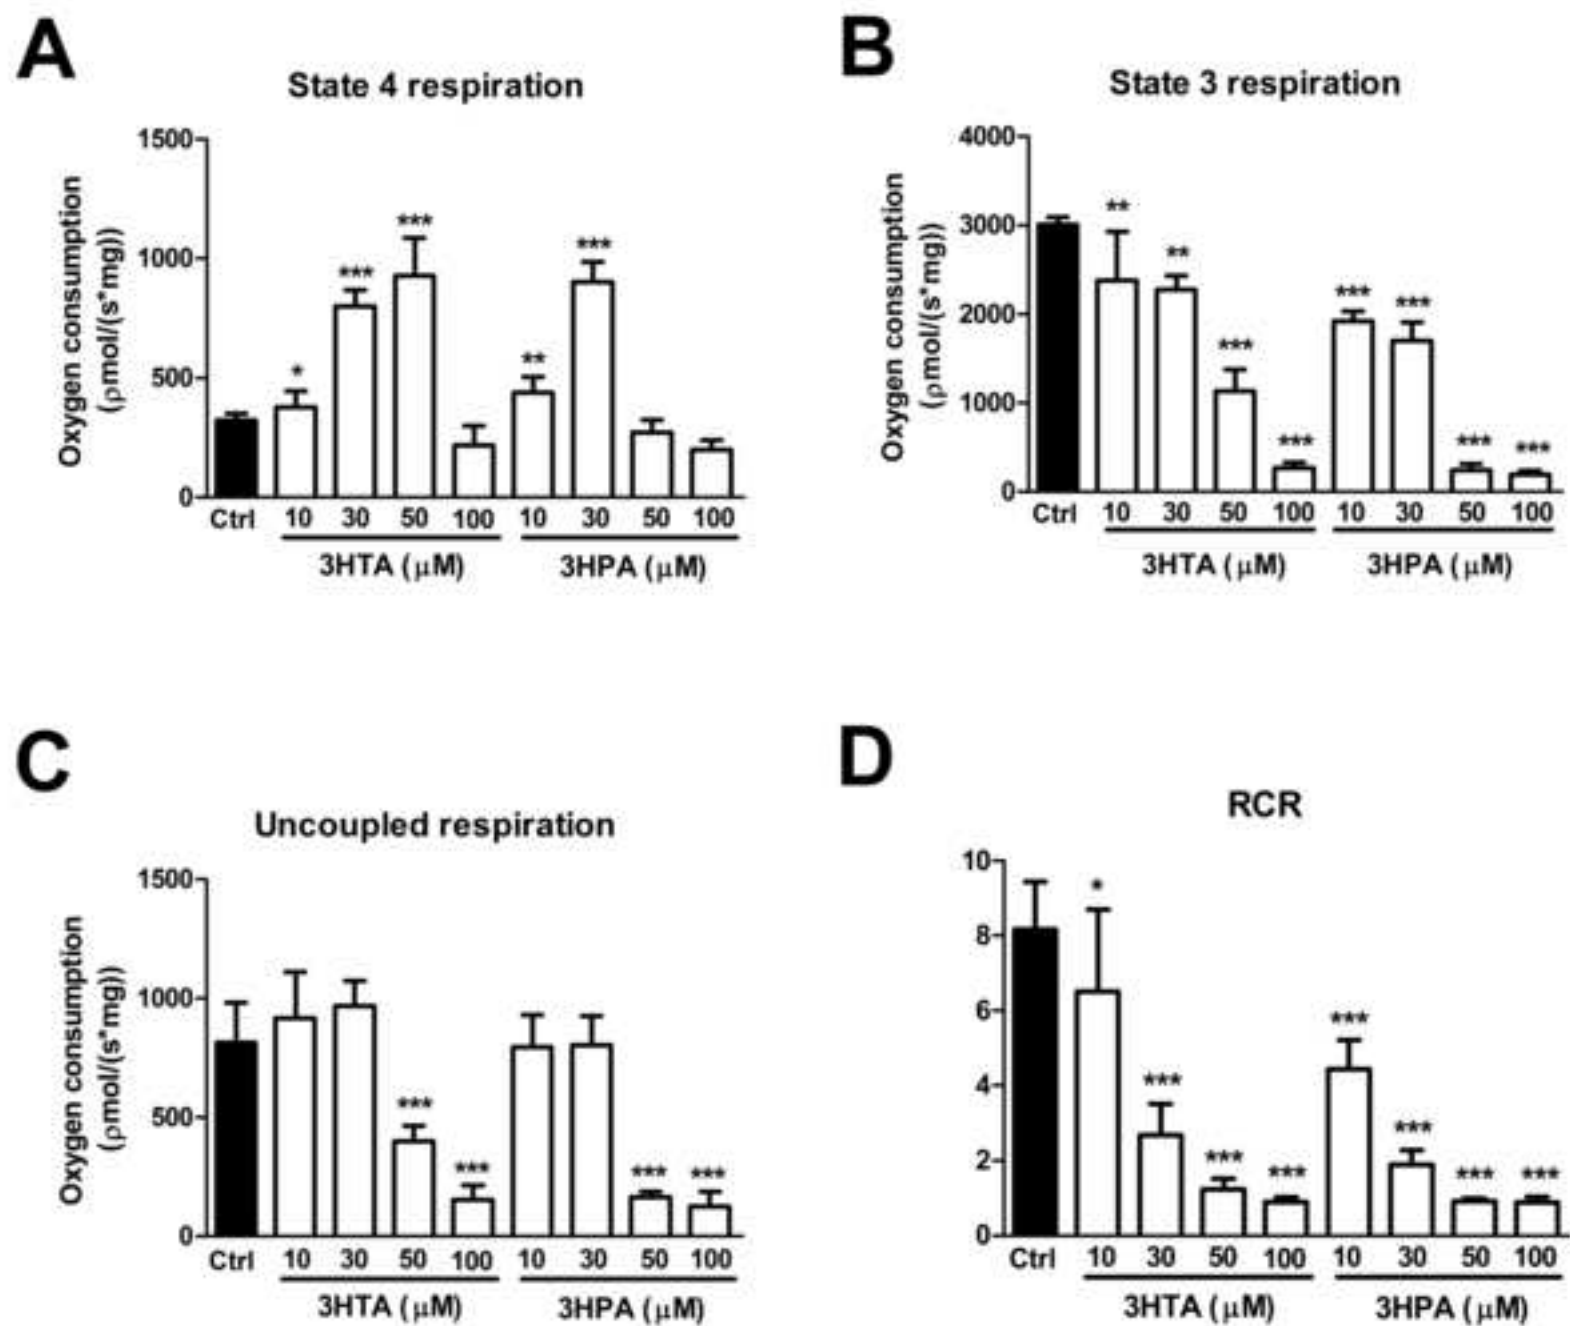 A
State 4 respiration
Oxygen consumption
(ρmol/(s*mg))
1500
1000
500
0
*
***
***
**
***
Ctrl 10 30 50 100 10 30 50 100
3HTA (μM) 3HPA (μM)
B
State 3 respiration
Oxygen consumption
(ρmol/(s*mg))
4000
3000
2000
1000
0
**
**
***
***
***
***
***
***
Ctrl 10 30 50 100 10 30 50 100
3HTA (μM) 3HPA (μM)
C
Uncoupled respiration
Oxygen consumption
(ρmol/(s*mg))
1500
1000
500
0
***
***
***
***
Ctrl 10 30 50 100 10 30 50 100
3HTA (μM) 3HPA (μM)
D
RCR
10
8
6
4
2
0
*
***
***
***
***
***
***
***
Ctrl 10 30 50 100 10 30 50 100
3HTA (μM) 3HPA (μM)